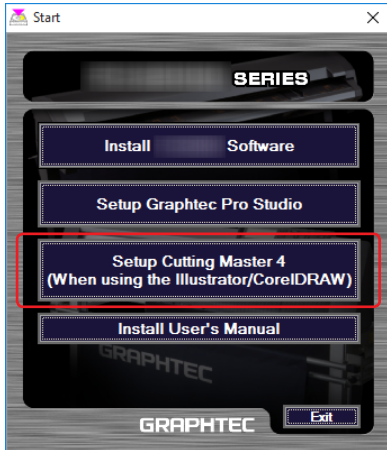 Start
SERIES
Install Software
Setup Graphtec Pro Studio
Setup Cutting Master 4
(When using the Illustrator/CorelDRAW)
Install User's Manual
GRAPHTEC
GRAPHTEC
Exit